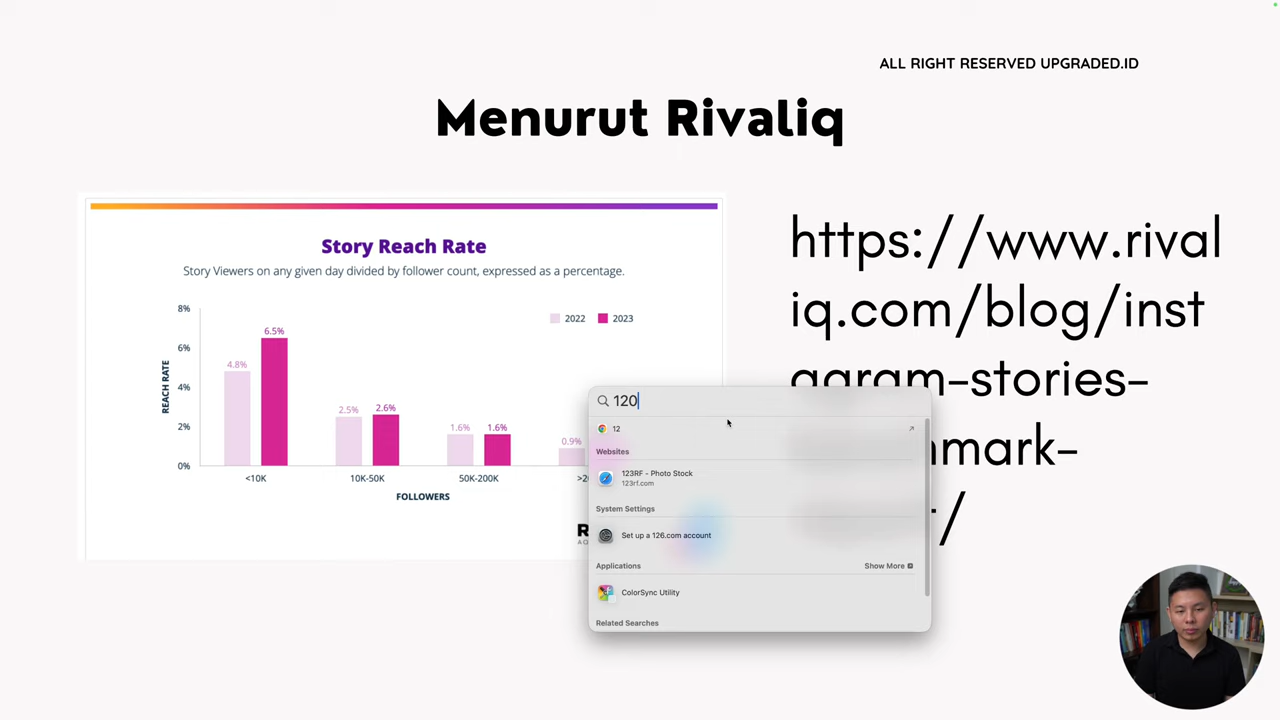 ALL RIGHT RESERVED UPGRADED.ID
Menurut Rivaliq
Story Reach Rate
Story Viewers on any given day divided by follower count, expressed as a percentage.
8%
6%
4%
2%
0%
REACH RATE
2022
2023
4.8%
6.5%
2.5%
2.6%
1.6%
1.6%
0.9%
<10K
10K-50K
50K-200K
FOLLOWERS
https://www.rival
iq.com/blog/inst
agram-stories-
120
12
Websites
123RF - Photo Stock
123rf.com
System Settings
Set up a 126.com account
Applications
Show More
ColorSync Utility
Related Searches